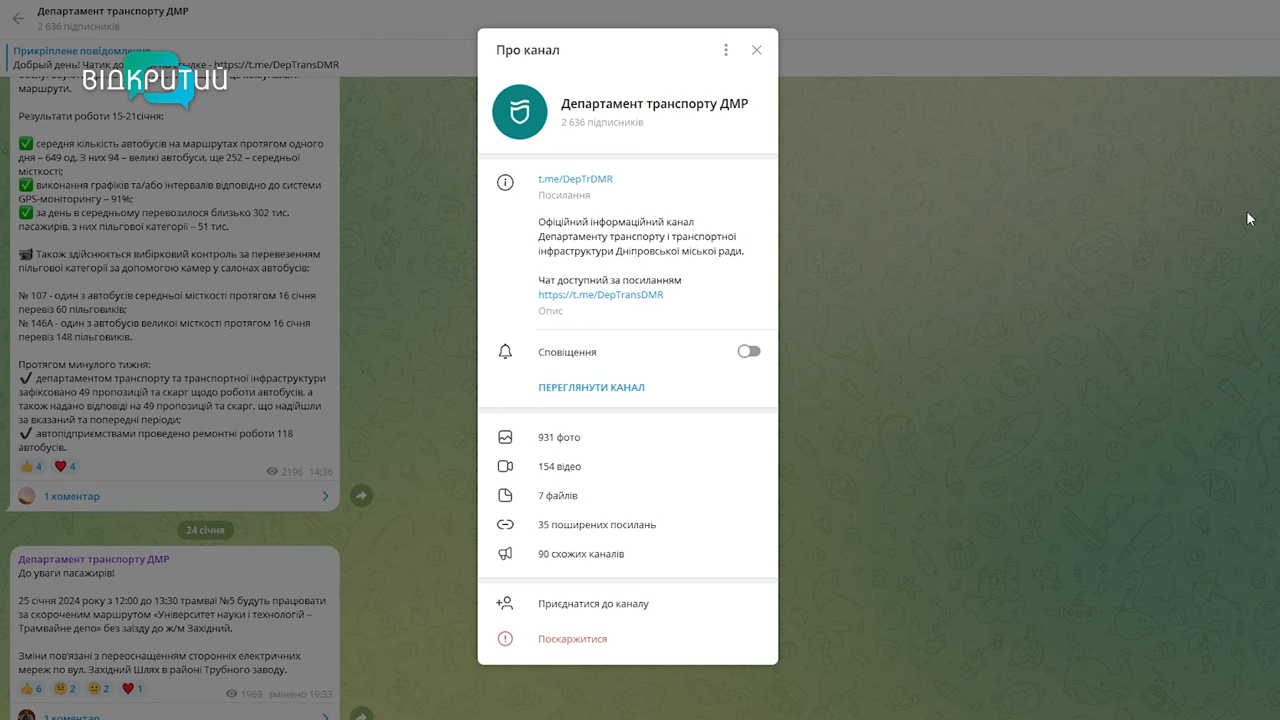 Департамент транспорту ДМР
2 636 підписників
Прикріплене повідомлення
https://t.me/DepTransDMR
ВІДКРИТИЙ
маршрути.
Результати роботи 15-21січня:
✅ середня кількість автобусів на маршрутах протягом одного
дня – 649 од. З них 94 – великі автобуси, ще 252 – середньої
місткості;
✅ виконання графіків та/або інтервалів відповідно до системи
GPS-моніторингу – 91%;
✅ за день в середньому перевозилося близько 302 тис.
пасажирів, з них пільгової категорії – 51 тис.
📹 Також здійснюється вибірковий контроль за перевезенням
пільгової категорії за допомогою камер у салонах автобусів:
№ 107 - один з автобусів середньої місткості протягом 16 січня
перевіз 60 пільговиків;
№ 146А - один з автобусів великої місткості протягом 16 січня
перевіз 148 пільговиків.
Протягом минулого тижня:
✔️ департаментом транспорту та транспортної інфраструктури
зафіксовано 49 пропозицій та скарг щодо роботи автобусів, а
також надано відповіді на 49 пропозицій та скарг, що надійшли
за вказаний та попередні періоди;
✔️ автопідприємствами проведено ремонтні роботи 118
автобусів.
👍 4 ❤️ 4 2196 14:36
1 коментар
24 січня
Департамент транспорту ДМР
До уваги пасажирів!
25 січня 2024 року з 12:00 до 13:30 трамваї №5 будуть працювати
за скороченим маршрутом «Університет науки і технологій –
Трамвайне депо» без заїзду до ж/м Західний.
Зміни пов'язані з переоснащенням сторонніх електричних
мереж по вул. Західний Шлях в районі Трубного заводу.
6 2 2 1 1969 змінено 19:33
1 коментар
Про канал
Департамент транспорту ДМР
2 636 підписників
t.me/DepTrDMR
Посилання
Офіційний інформаційний канал
Департаменту транспорту і транспортної
інфраструктури Дніпровської міської ради.
Чат доступний за посиланням
https://t.me/DepTransDMR
Опис
Сповіщення
ПЕРЕГЛЯНУТИ КАНАЛ
931 фото
154 відео
7 файлів
35 поширених посилань
90 схожих каналів
Приєднатися до каналу
Поскаржитися